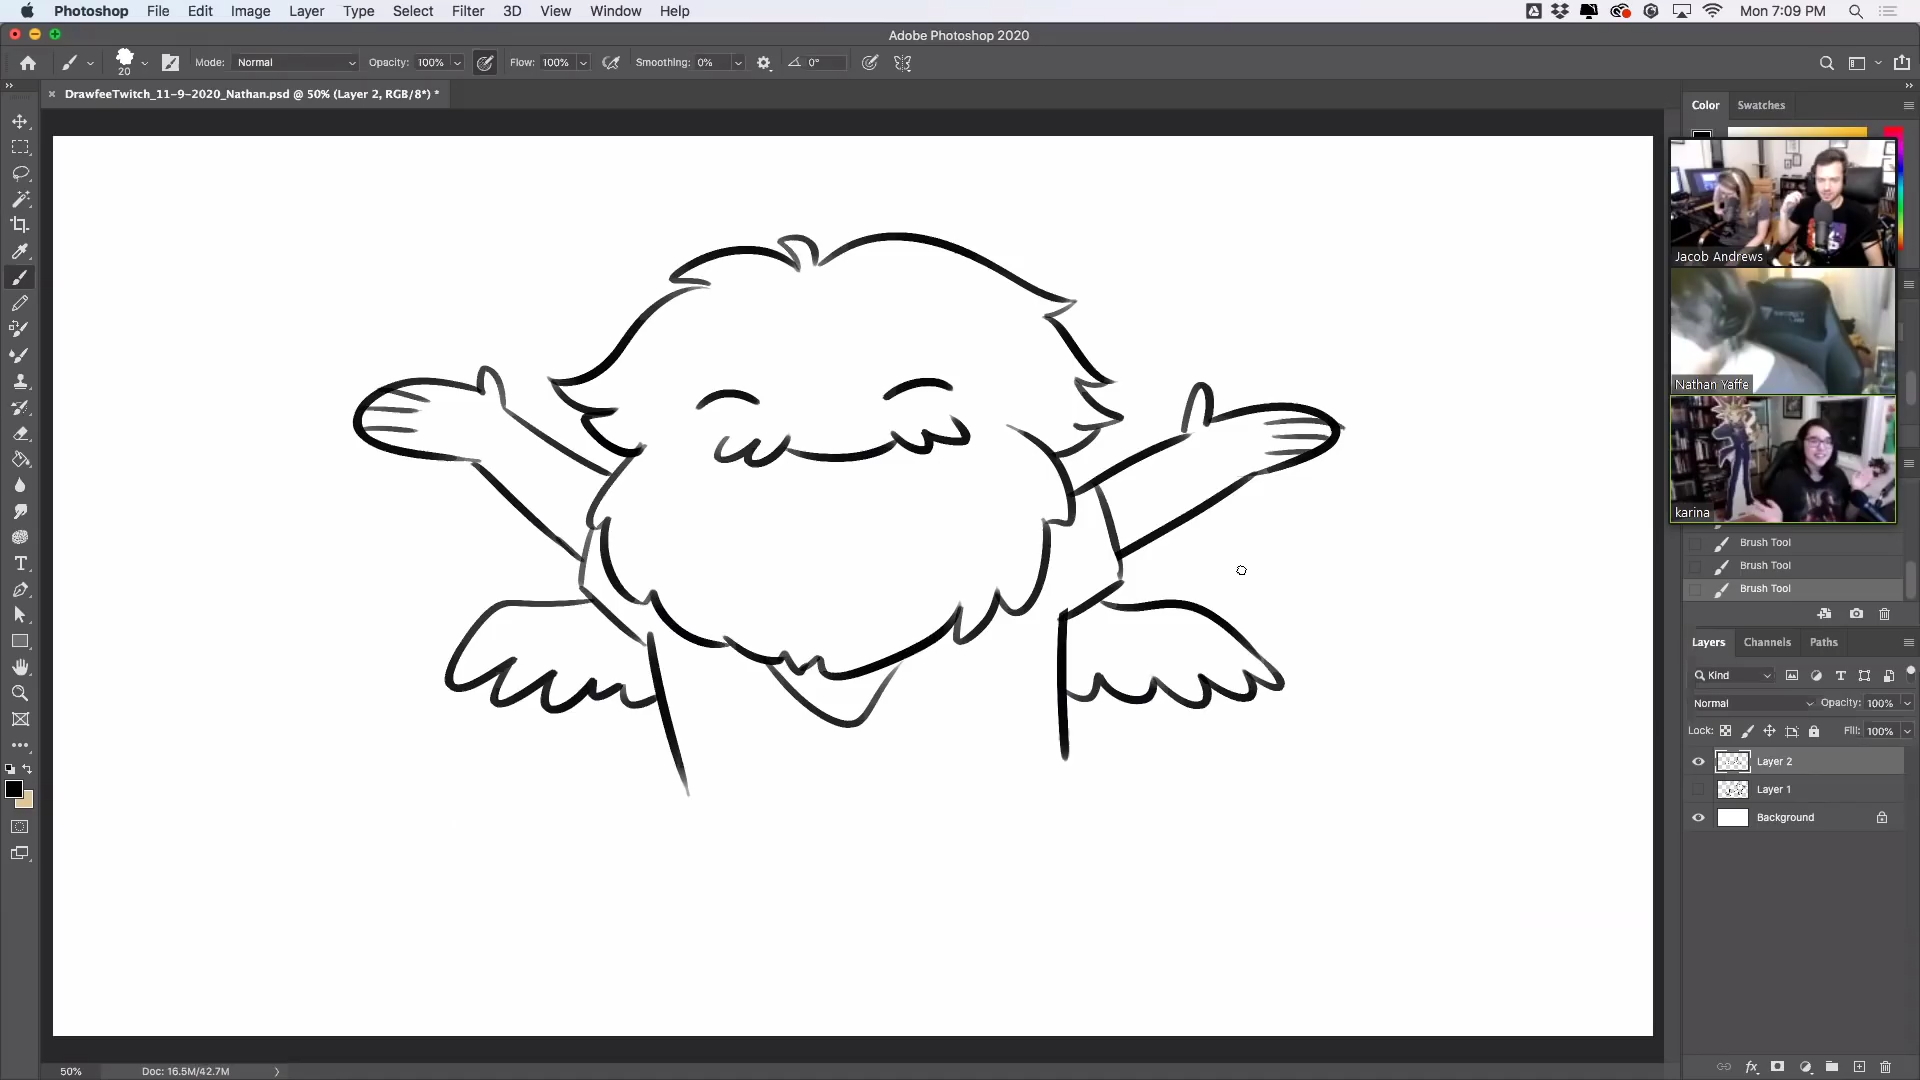 Photoshop File Edit Image Layer Type Select Filter 3D View Window Help Mon 7:09 PM
Adobe Photoshop 2020
20 Mode: Normal Opacity: 100% Flow: 100% Smoothing: 0% 0°
× DrawfeeTwitch_11-9-2020_Nathan.psd @ 50% (Layer 2, RGB/8*) *
Color Swatches
Jacob Andrews
Nathan Yaffe
karina
Brush Tool
Brush Tool
Brush Tool
Layers Channels Paths
Kind
Normal Opacity: 100%
Lock: Fill: 100%
Layer 2
Layer 1
Background
50% Doc: 16.5M/42.7M
fx